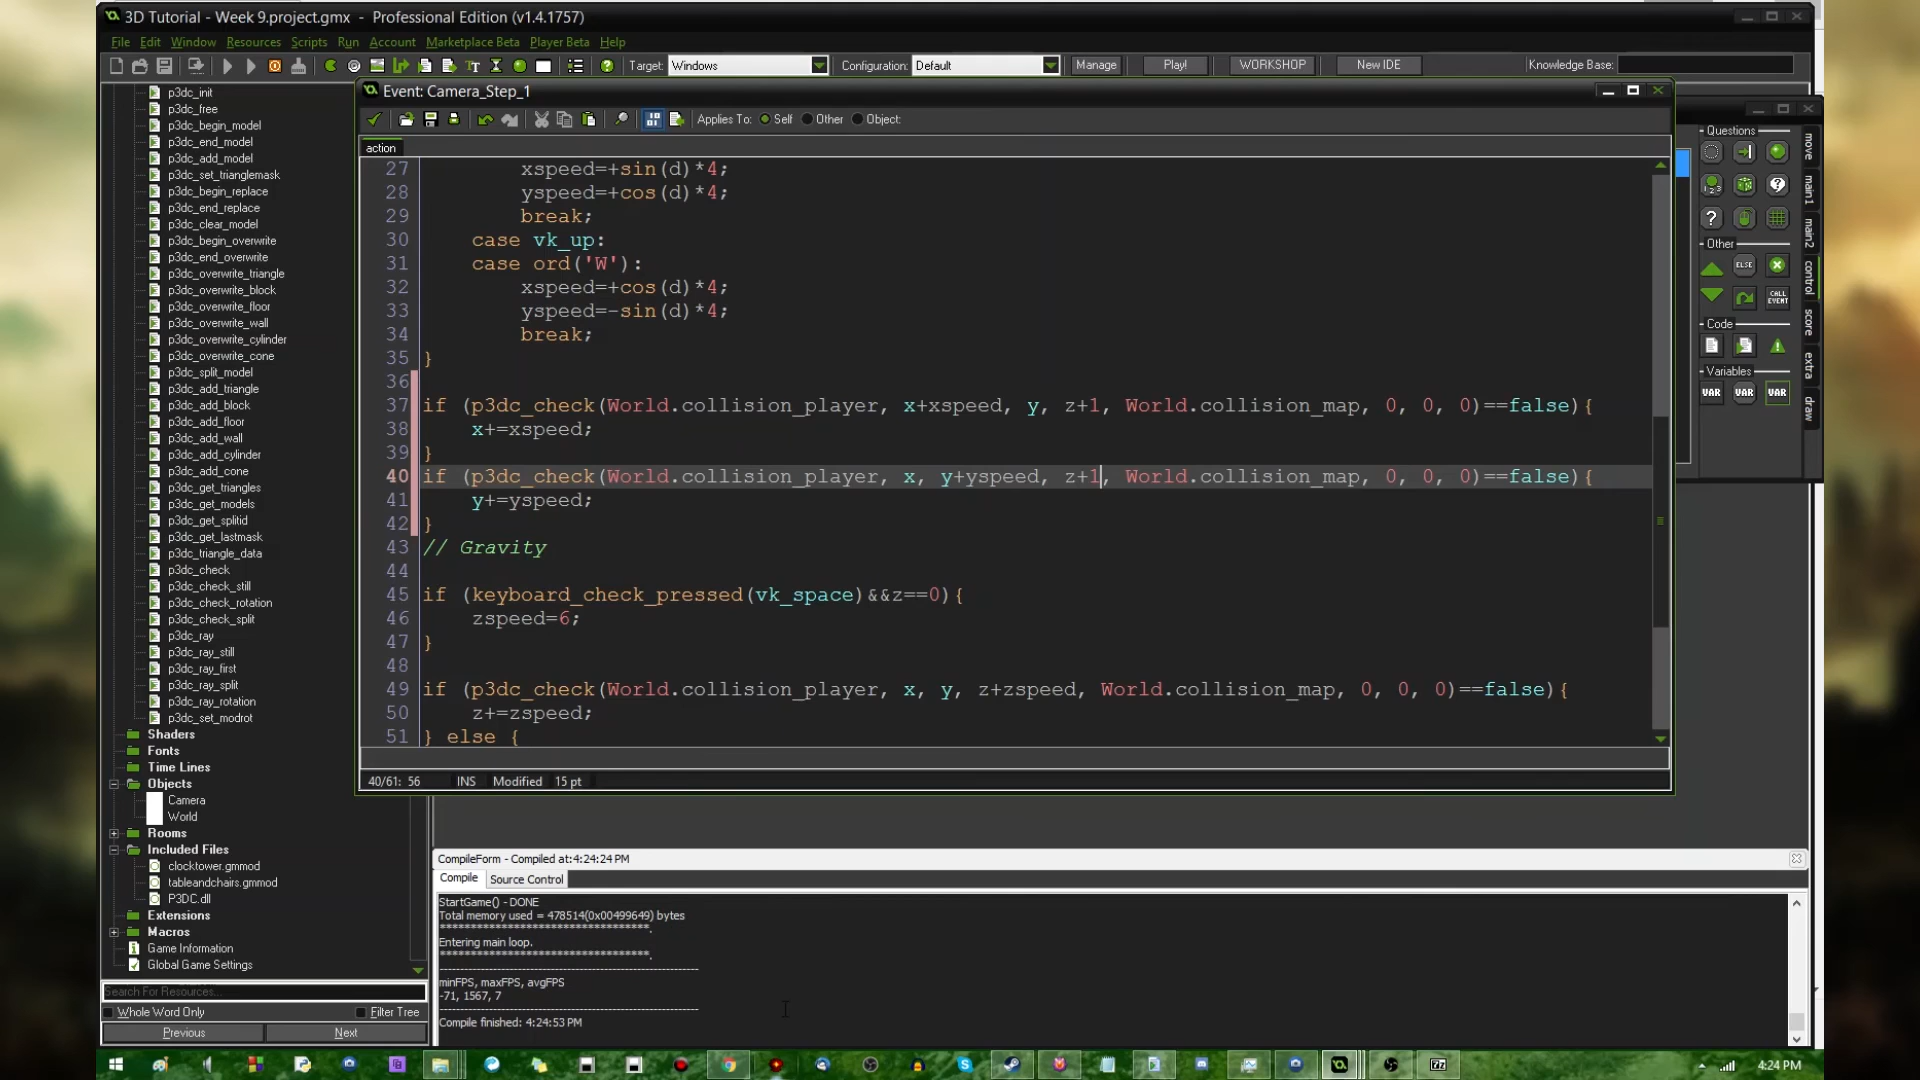 3D Tutorial - Week 9.project.gmx - Professional Edition (v1.4.1757)
File Edit Window Resources Scripts Run Account Marketplace Beta Player Beta Help
Target: Windows Configuration: Default Manage Play! WORKSHOP New IDE Knowledge Base:
p3dc_init
p3dc_free
p3dc_begin_model
p3dc_end_model
p3dc_add_model
p3dc_set_trianglemask
p3dc_begin_replace
p3dc_end_replace
p3dc_clear_model
p3dc_begin_overwrite
p3dc_end_overwrite
p3dc_overwrite_triangle
p3dc_overwrite_block
p3dc_overwrite_floor
p3dc_overwrite_wall
p3dc_overwrite_cylinder
p3dc_overwrite_cone
p3dc_split_model
p3dc_add_triangle
p3dc_add_block
p3dc_add_floor
p3dc_add_wall
p3dc_add_cylinder
p3dc_add_cone
p3dc_get_triangles
p3dc_get_models
p3dc_get_splitid
p3dc_get_lastmask
p3dc_triangle_data
p3dc_check
p3dc_check_still
p3dc_check_rotation
p3dc_check_split
p3dc_ray
p3dc_ray_still
p3dc_ray_first
p3dc_ray_split
p3dc_ray_rotation
p3dc_set_modrot
Shaders
Fonts
Time Lines
Objects
Camera
World
Rooms
Included Files
clocktower.gmmod
tableandchairs.gmmod
P3DC.dll
Extensions
Macros
Game Information
Global Game Settings
Search For Resources...
Whole Word Only Filter Tree
Previous Next
Event: Camera_Step_1
Applies To: Self Other Object:
action
27 xspeed=+sin(d)*4;
28 yspeed=+cos(d)*4;
29 break;
30 case vk_up:
31 case ord('W'):
32 xspeed=+cos(d)*4;
33 yspeed=-sin(d)*4;
34 break;
35 }
36
37 if (p3dc_check(World.collision_player, x+xspeed, y, z+1, World.collision_map, 0, 0, 0)==false){
38 x+=xspeed;
39 }
40 if (p3dc_check(World.collision_player, x, y+yspeed, z+1, World.collision_map, 0, 0, 0)==false){
41 y+=yspeed;
42 }
43 // Gravity
44
45 if (keyboard_check_pressed(vk_space)&&z==0){
46 zspeed=6;
47 }
48
49 if (p3dc_check(World.collision_player, x, y, z+zspeed, World.collision_map, 0, 0, 0)==false){
50 z+=zspeed;
51 } else {
40/61: 56 INS Modified 15 pt
Questions
Other
ELSE
CALL EVENT
Code
Variables
VAR VAR VAR
move
main1
main2
control
score
extra
draw
CompileForm - Compiled at:4:24:24 PM
Compile Source Control
StartGame() - DONE
Total memory used = 478514(0x00499649) bytes
**********************************.
Entering main loop.
**********************************.
minFPS, maxFPS, avgFPS
-71, 1567, 7
Compile finished: 4:24:53 PM
4:24 PM